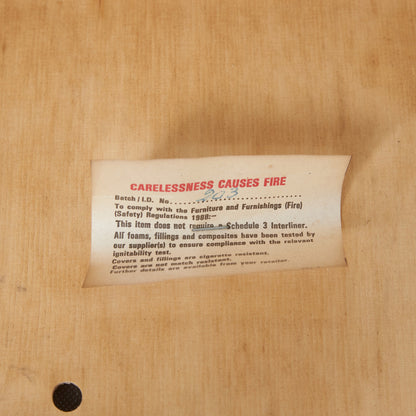 CARELESSNESS CAUSES FIRE
Batch/I.D. No.
To comply with the Furniture and Furnishings (Fire)
(Safety) Regulations 1988:—
This item does not require a Schedule 3 Interliner.
All foams, fillings and composites have been tested by
our supplier(s) to ensure compliance with the relevant
ignitability test.
Covers and fillings are cigarette resistant.
Covers are not match resistant.
Further details are available from your retailer.